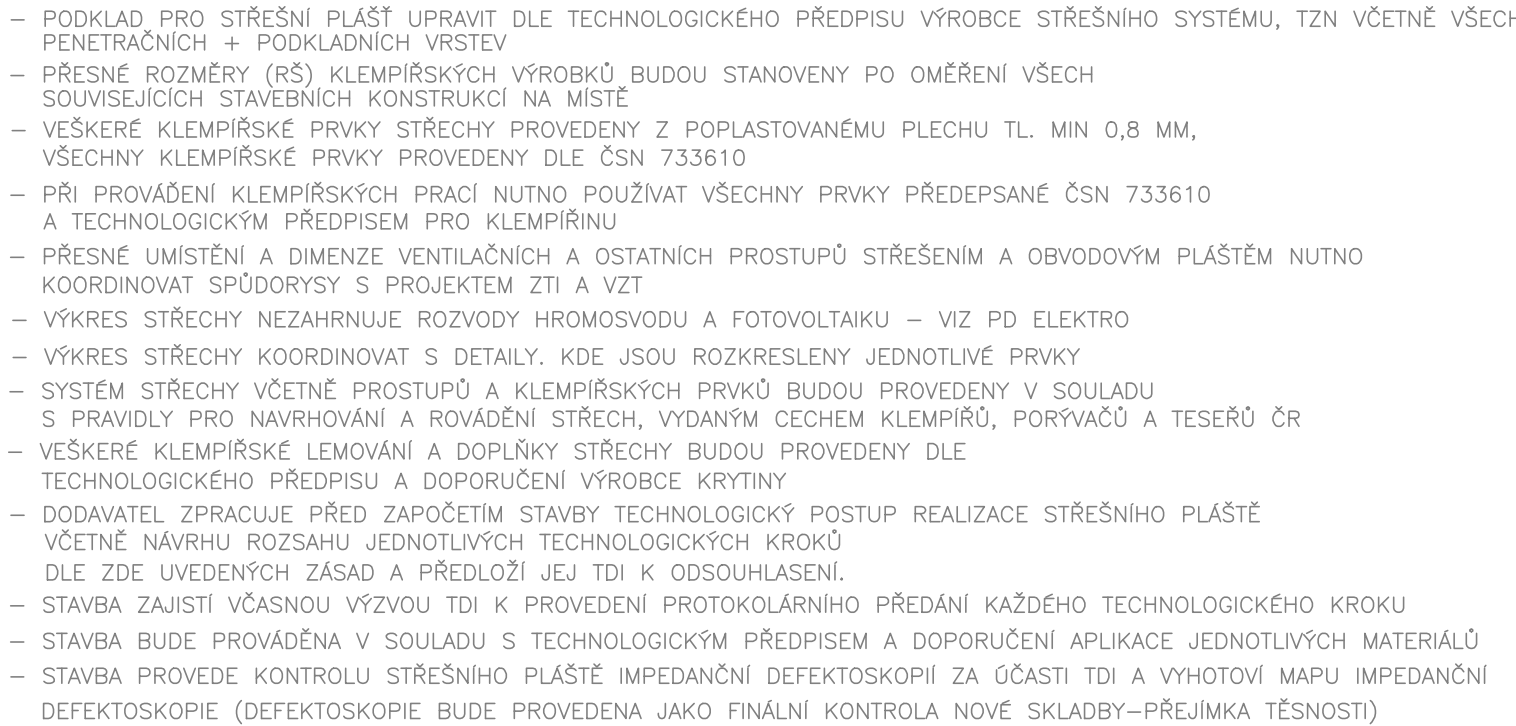 – PODKLAD PRO STŘEŠNÍ PLÁŠŤ UPRAVIT DLE TECHNOLOGICKÉHO PŘEDPISU VÝROBCE STŘEŠNÍHO SYSTÉMU, TZN VČETNĚ VŠECH
PENETRAČNÍCH + PODKLADNÍCH VRSTEV
– PŘESNÉ ROZMĚRY (RŠ) KLEMPÍŘSKÝCH VÝROBKŮ BUDOU STANOVENY PO OMĚŘENÍ VŠECH
SOUVISEJÍCÍCH STAVEBNÍCH KONSTRUKCÍ NA MÍSTĚ
– VEŠKERÉ KLEMPÍŘSKÉ PRVKY STŘECHY PROVEDENY Z POPLASTOVANÉMU PLECHU TL. MIN 0,8 MM,
VŠECHNY KLEMPÍŘSKÉ PRVKY PROVEDENY DLE ČSN 733610
– PŘI PROVÁĎENÍ KLEMPÍŘSKÝCH PRACÍ NUTNO POUŽÍVAT VŠECHNY PRVKY PŘEDEPSANÉ ČSN 733610
A TECHNOLOGICKÝM PŘEDPISEM PRO KLEMPÍŘINU
– PŘESNÉ UMÍSTĚNÍ A DIMENZE VENTILAČNÍCH A OSTATNÍCH PROSTUPŮ STŘEŠENÍM A OBVODOVÝM PLÁŠTĚM NUTNO
KOORDINOVAT SPŮDORYSY S PROJEKTEM ZTI A VZT
– VÝKRES STŘECHY NEZAHRNUJE ROZVODY HROMOSVODU A FOTOVOLTAIKU – VIZ PD ELEKTRO
– VÝKRES STŘECHY KOORDINOVAT S DETAILY. KDE JSOU ROZKRESLENY JEDNOTLIVÉ PRVKY
– SYSTÉM STŘECHY VČETNĚ PROSTUPŮ A KLEMPÍŘSKÝCH PRVKŮ BUDOU PROVEDENY V SOULADU
S PRAVIDLY PRO NAVRHOVÁNÍ A ROVÁDĚNÍ STŘECH, VYDANÝM CECHEM KLEMPÍŘŮ, PORÝVAČŮ A TESEŘŮ ČR
– VEŠKERÉ KLEMPÍŘSKÉ LEMOVÁNÍ A DOPLŇKY STŘECHY BUDOU PROVEDENY DLE
TECHNOLOGICKÉHO PŘEDPISU A DOPORUČENÍ VÝROBCE KRYTINY
– DODAVATEL ZPRACUJE PŘED ZAPOČETÍM STAVBY TECHNOLOGICKÝ POSTUP REALIZACE STŘEŠNÍHO PLÁŠTĚ
VČETNĚ NÁVRHU ROZSAHU JEDNOTLIVÝCH TECHNOLOGICKÝCH KROKŮ
DLE ZDE UVEDENÝCH ZÁSAD A PŘEDLOŽÍ JEJ TDI K ODSOUHLASENÍ.
– STAVBA ZAJISTÍ VČASNOU VÝZVOU TDI K PROVEDENÍ PROTOKOLÁRNÍHO PŘEDÁNÍ KAŽDÉHO TECHNOLOGICKÉHO KROKU
– STAVBA BUDE PROVÁDĚNA V SOULADU S TECHNOLOGICKÝM PŘEDPISEM A DOPORUČENÍ APLIKACE JEDNOTLIVÝCH MATERIÁLŮ
– STAVBA PROVEDE KONTROLU STŘEŠNÍHO PLÁŠTĚ IMPEDANČNÍ DEFEKTOSKOPIÍ ZA ÚČASTI TDI A VYHOTOVÍ MAPU IMPEDANČNÍ
DEFEKTOSKOPIE (DEFEKTOSKOPIE BUDE PROVEDENA JAKO FINÁLNÍ KONTROLA NOVÉ SKLADBY–PŘEJÍMKA TĚSNOSTI)